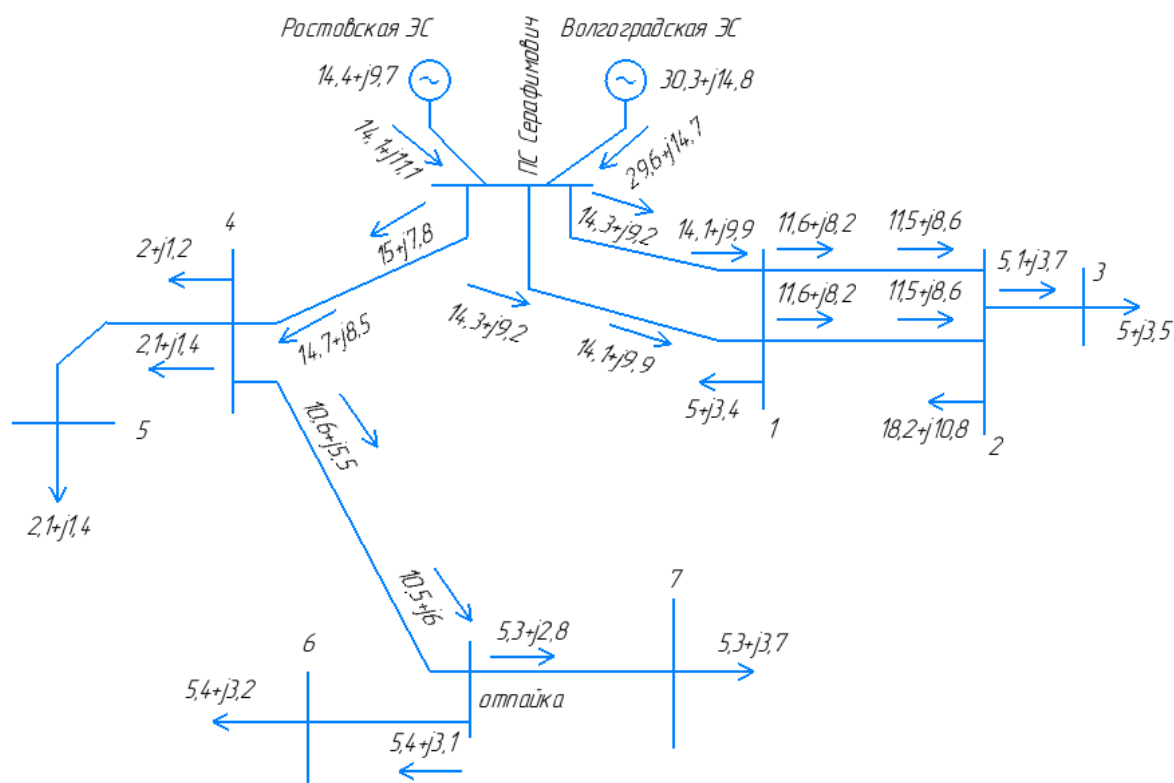 Ростовская ЭС
Волгоградская ЭС
14,4+j9,7
30,3+j14,8
ПС Серафимович
14,1+j11,1
29,6+j14,7
4
2+j1,2
15+j7,8
14,3+j9,2
14,1+j9,9
11,6+j8,2
11,5+j8,6
5,1+j3,7
3
2,1+j1,4
14,7+j8,5
14,3+j9,2
14,1+j9,9
11,6+j8,2
11,5+j8,6
5+j3,5
5
5+j3,4
1
18,2+j10,8
2
10,6+j5,5
2,1+j1,4
10,5+j6
7
6
5,3+j2,8
5,3+j3,7
5,4+j3,2
отпайка
5,4+j3,1